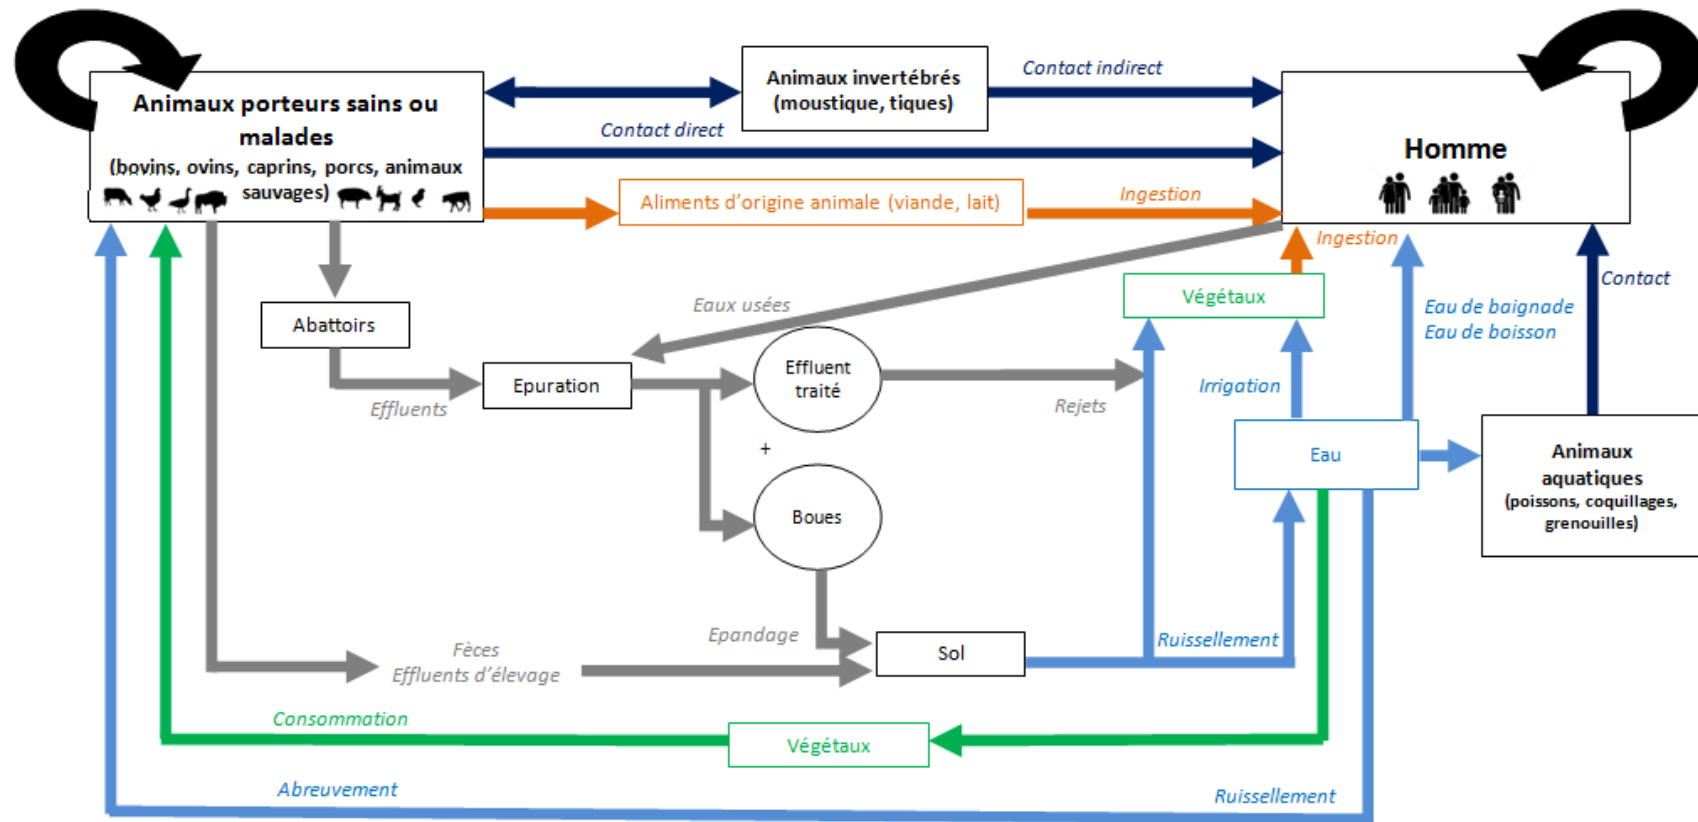 Animaux porteurs sains ou
malades
(bovins, ovins, caprins, porcs, animaux
sauvages)
Animaux invertébrés
(moustique, tiques)
Contact indirect
Contact direct
Homme
Aliments d'origine animale (viande, lait)
Ingestion
Ingestion
Végétaux
Contact
Eaux usées
Eau de baignade
Eau de boisson
Abattoirs
Effluents
Epuration
Effluent
traité
Rejets
Irrigation
+
Eau
Animaux
aquatiques
(poissons, coquillages,
grenouilles)
Boues
Epandage
Fèces
Effluents d'élevage
Sol
Ruissellement
Consommation
Végétaux
Abreuvement
Ruissellement